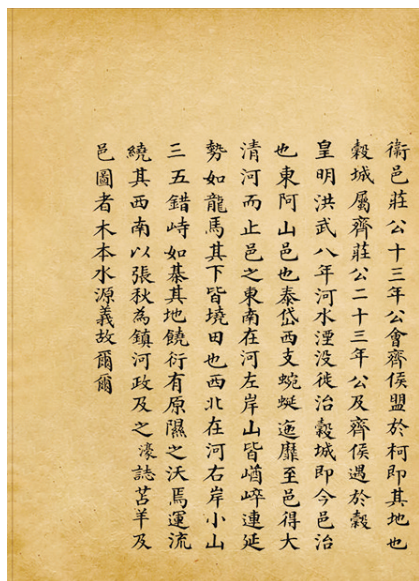 衛邑莊公十三年公會齊侯盟於柯即其地也
穀城屬齊莊公二十三年公及齊侯遇於穀
皇明洪武八年河水湮没徙治穀城即今邑治
也東阿山邑也泰岱西支蜿蜒迤靡至邑得大
清河而止邑之東南在河左岸山皆崷崪連延
勢如龍馬其下皆境田也西北在河右岸小山
三五錯峙如棊其地饒衍有原隰之沃焉運流
繞其西南以張秋為鎮河政及之濠誌苫羊及
邑圖者木本水源義故爾爾